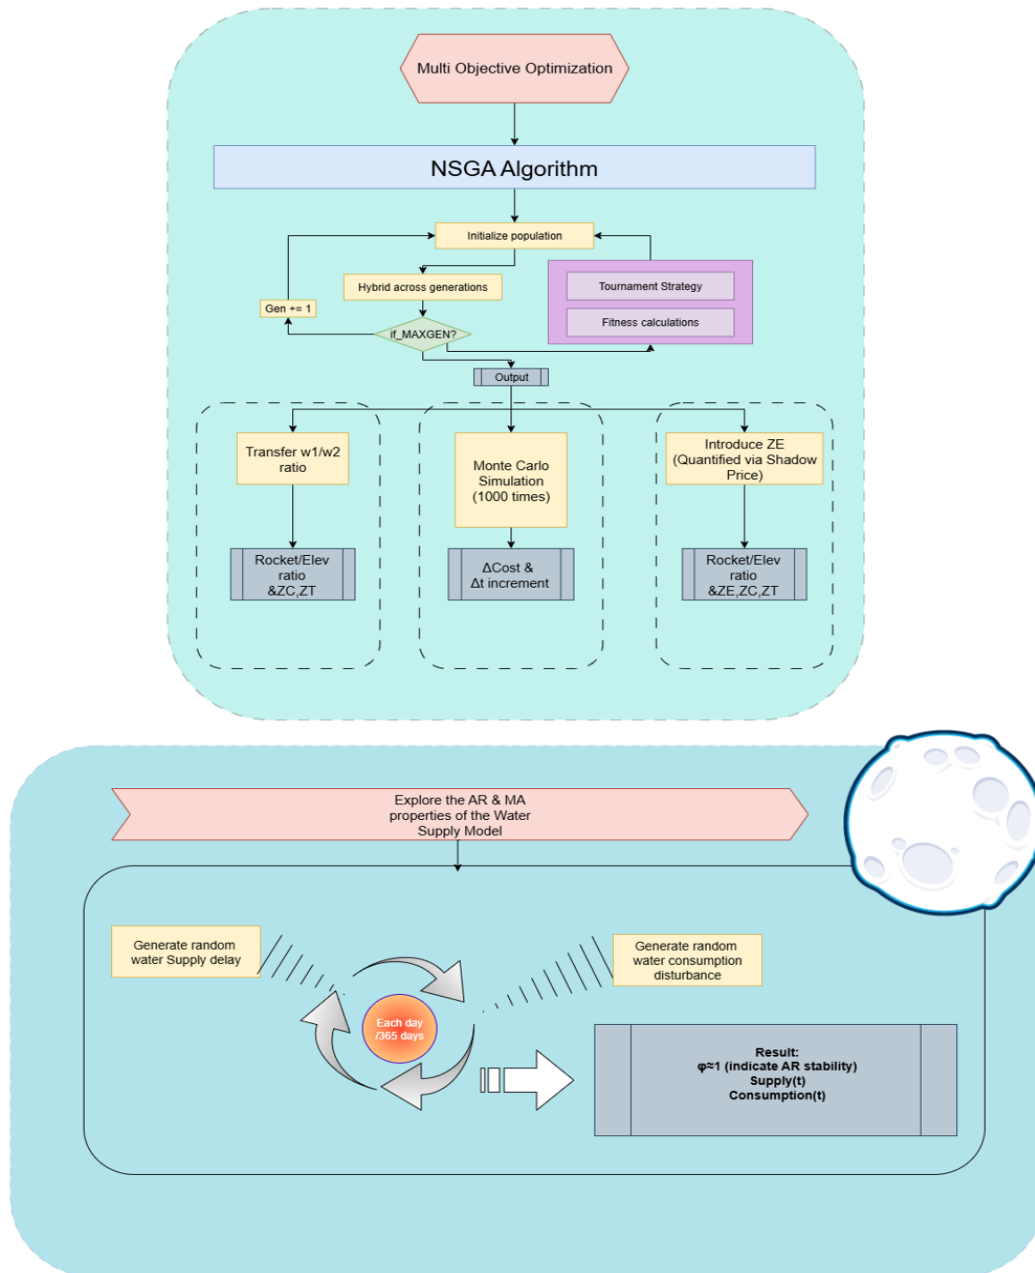 Multi Objective Optimization
NSGA Algorithm
Initialize population
Hybrid across generations
Tournament Strategy
Gen += 1
Fitness calculations
if_MAXGEN?
Output
Transfer w1/w2
ratio
Monte Carlo
Simulation
(1000 times)
Introduce ZE
(Quantified via Shadow
Price)
Rocket/Elev
ratio
&ZC,ZT
ΔCost &
Δt increment
Rocket/Elev
ratio
&ZE,ZC,ZT
Explore the AR & MA
properties of the Water
Supply Model
Generate random
water Supply delay
Generate random
water consumption
disturbance
Each day
/365 days
Result:
φ≈1 (indicate AR stability)
Supply(t)
Consumption(t)